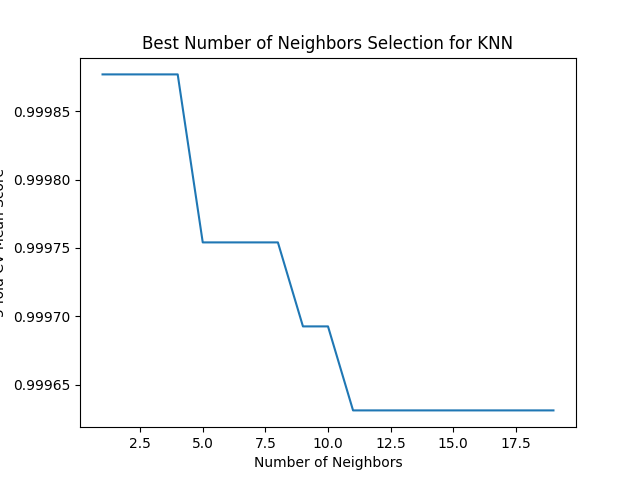 Best Number of Neighbors Selection for KNN
0.99985
0.99980
0.99975
0.99970
0.99965
CV Mean Score
2.5 5.0 7.5 10.0 12.5 15.0 17.5
Number of Neighbors